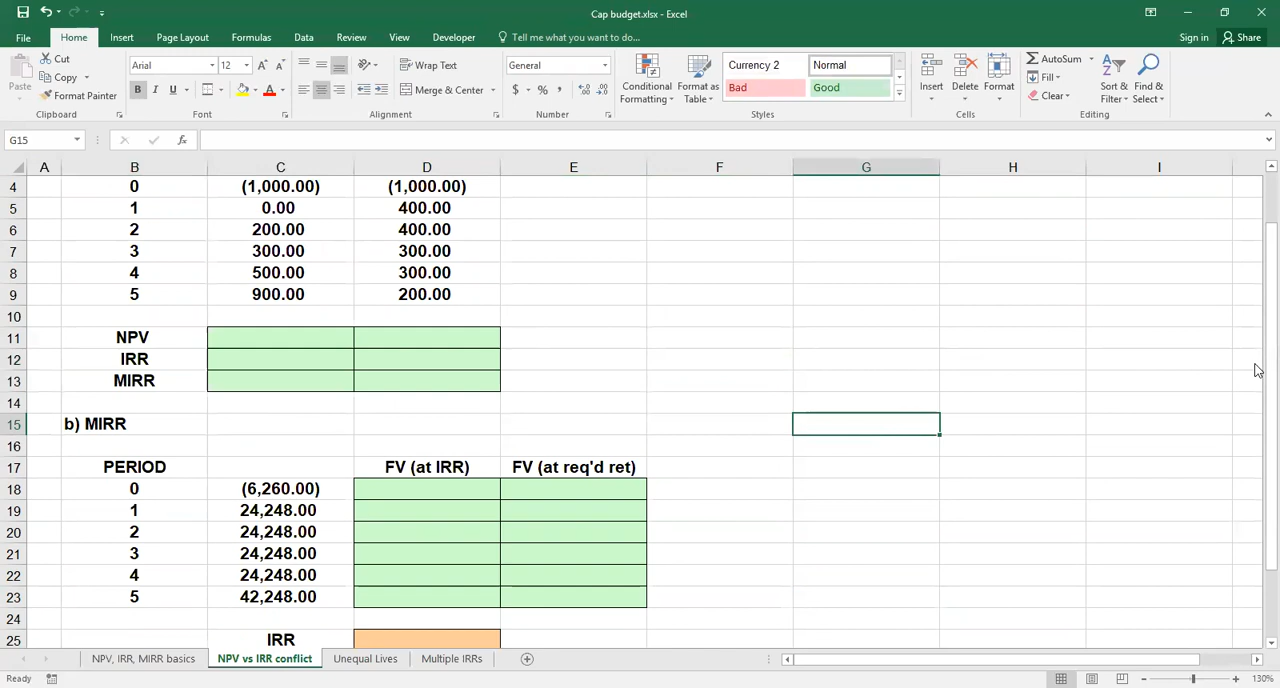 Cap budget.xlsx - Excel
File Home Insert Page Layout Formulas Data Review View Developer Tell me what you want to do... Sign in Share
Paste Cut Copy Format Painter Clipboard
Arial 12 B I U Font
Wrap Text Merge & Center Alignment
General $ % , Number
Conditional Formatting Format as Table Currency 2 Normal Bad Good Styles
Insert Delete Format Cells
AutoSum Fill Clear Sort & Filter Find & Select Editing
G15 fx
A B C D E F G H I
4 0 (1,000.00) (1,000.00)
5 1 0.00 400.00
6 2 200.00 400.00
7 3 300.00 300.00
8 4 500.00 300.00
9 5 900.00 200.00
10
11 NPV
12 IRR
13 MIRR
14
15 b) MIRR
16
17 PERIOD FV (at IRR) FV (at req'd ret)
18 0 (6,260.00)
19 1 24,248.00
20 2 24,248.00
21 3 24,248.00
22 4 24,248.00
23 5 42,248.00
24
25 IRR
NPV, IRR, MIRR basics NPV vs IRR conflict Unequal Lives Multiple IRRs
Ready 130%